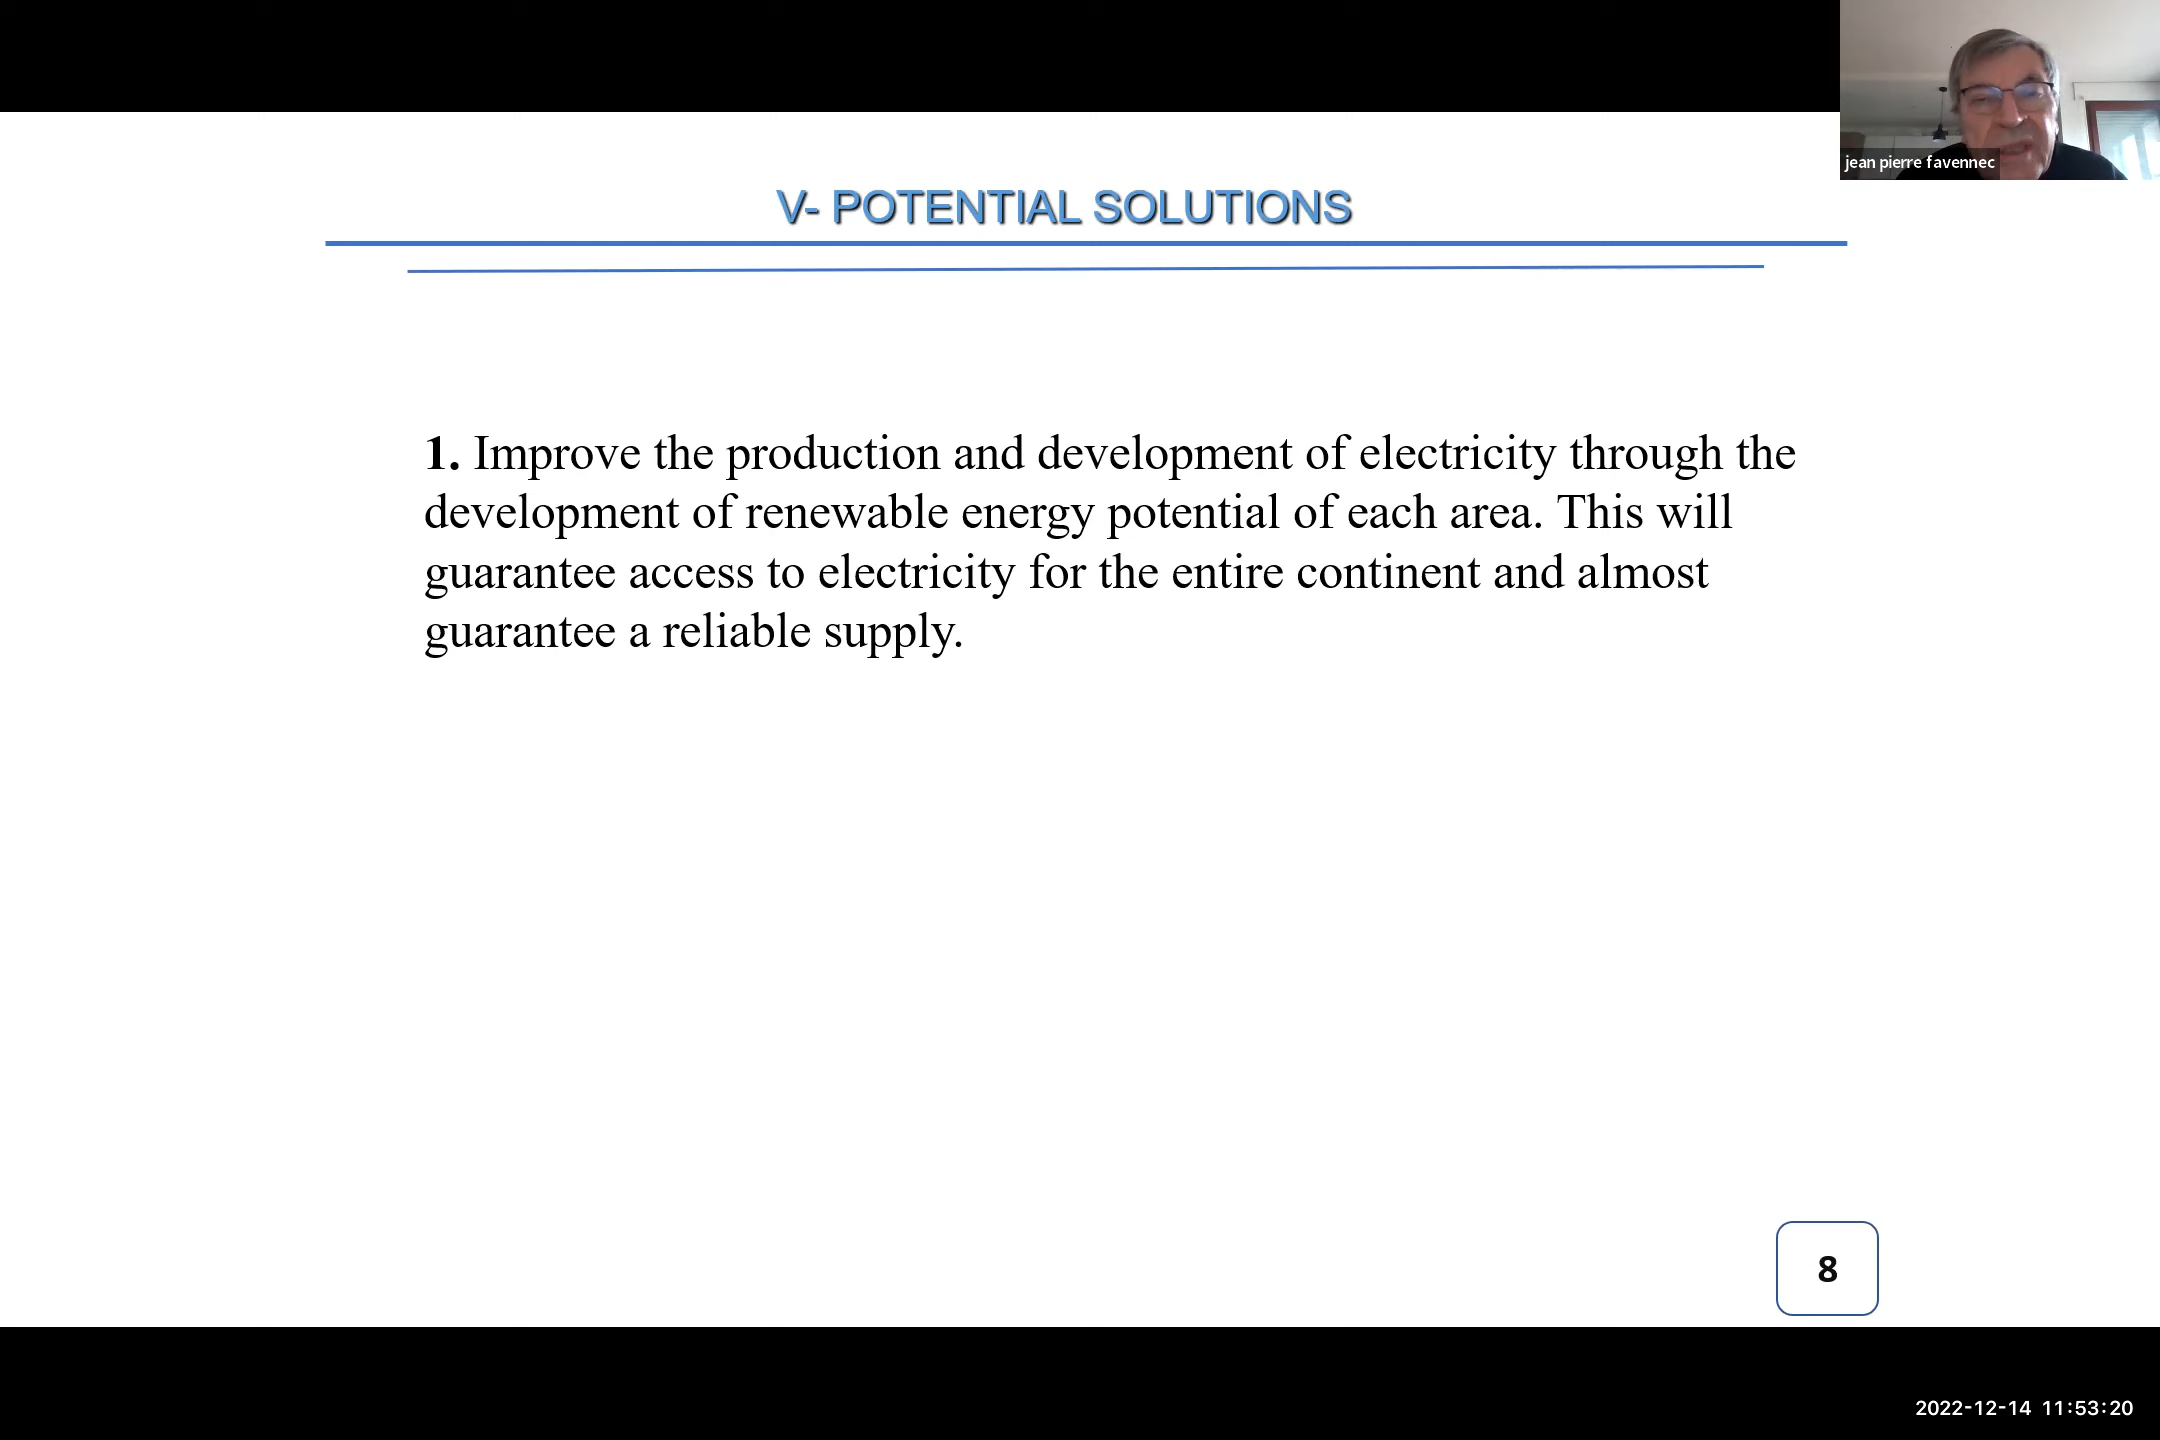 jean pierre favennec
V- POTENTIAL SOLUTIONS
1. Improve the production and development of electricity through the
development of renewable energy potential of each area. This will
guarantee access to electricity for the entire continent and almost
guarantee a reliable supply.
8
2022-12-14 11:53:20